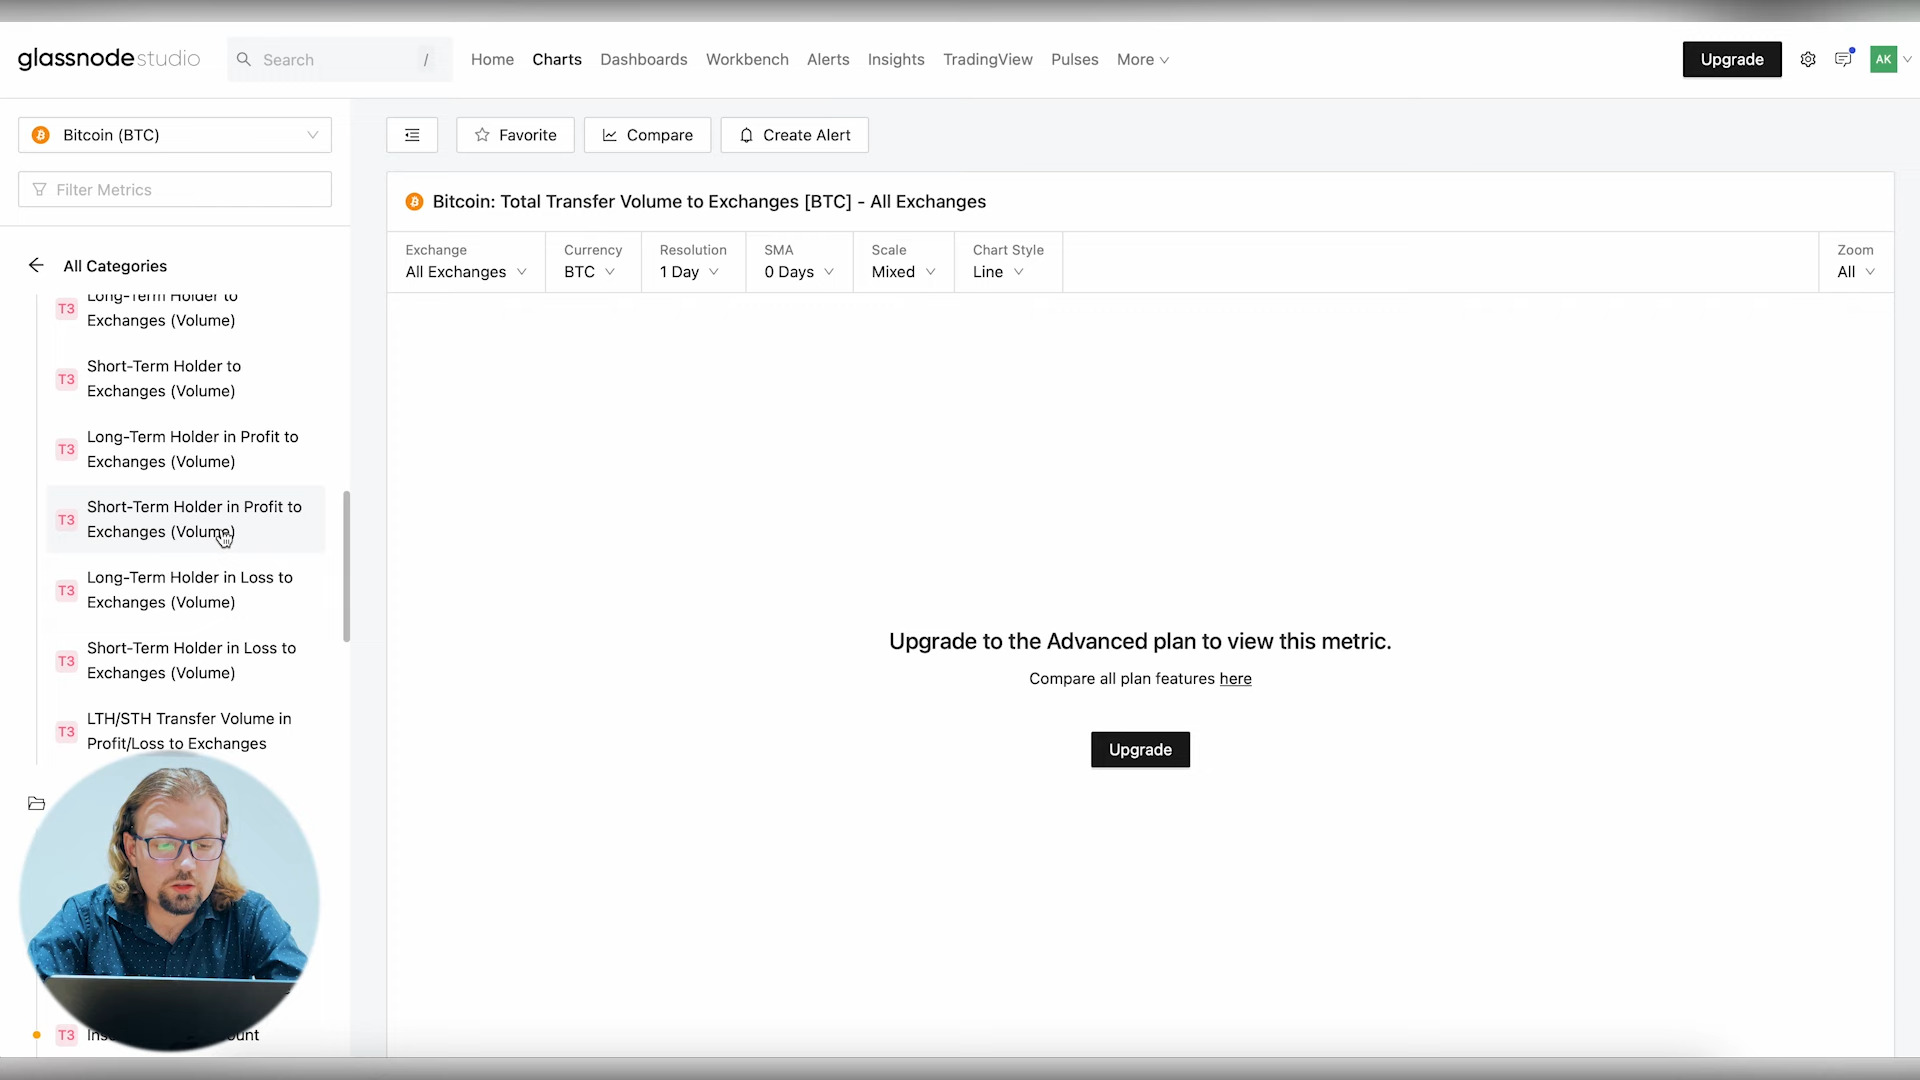 glassnodestudio
Search /
Home Charts Dashboards Workbench Alerts Insights TradingView Pulses More
Upgrade
AK
Bitcoin (BTC)
Filter Metrics
All Categories
T3 Long-Term Holder to
Exchanges (Volume)
T3 Short-Term Holder to
Exchanges (Volume)
T3 Long-Term Holder in Profit to
Exchanges (Volume)
T3 Short-Term Holder in Profit to
Exchanges (Volume)
T3 Long-Term Holder in Loss to
Exchanges (Volume)
T3 Short-Term Holder in Loss to
Exchanges (Volume)
T3 LTH/STH Transfer Volume in
Profit/Loss to Exchanges
T3
Favorite Compare Create Alert
Bitcoin: Total Transfer Volume to Exchanges [BTC] - All Exchanges
Exchange Currency Resolution SMA Scale Chart Style Zoom
All Exchanges BTC 1 Day 0 Days Mixed Line All
Upgrade to the Advanced plan to view this metric.
Compare all plan features here
Upgrade